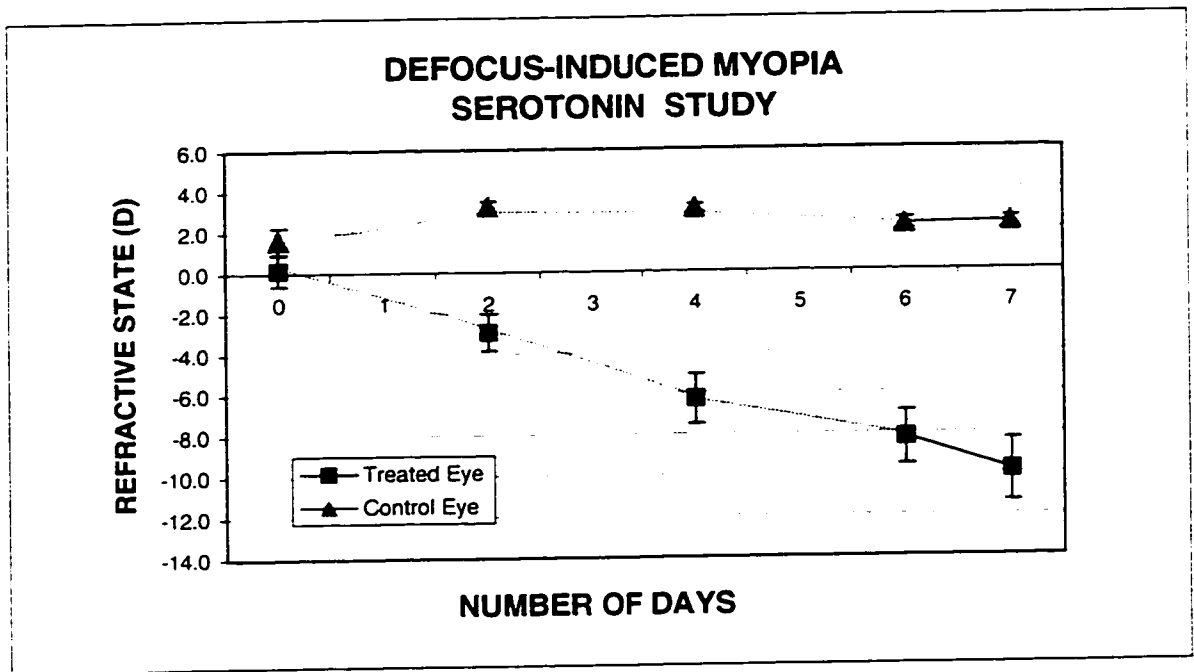 DEFOCUS-INDUCED MYOPIA
SEROTONIN STUDY
REFRACTIVE STATE (D)
6.0
4.0
2.0
0.0
-2.0
-4.0
-6.0
-8.0
-10.0
-12.0
-14.0
0 1 2 3 4 5 6 7
Treated Eye
Control Eye
NUMBER OF DAYS